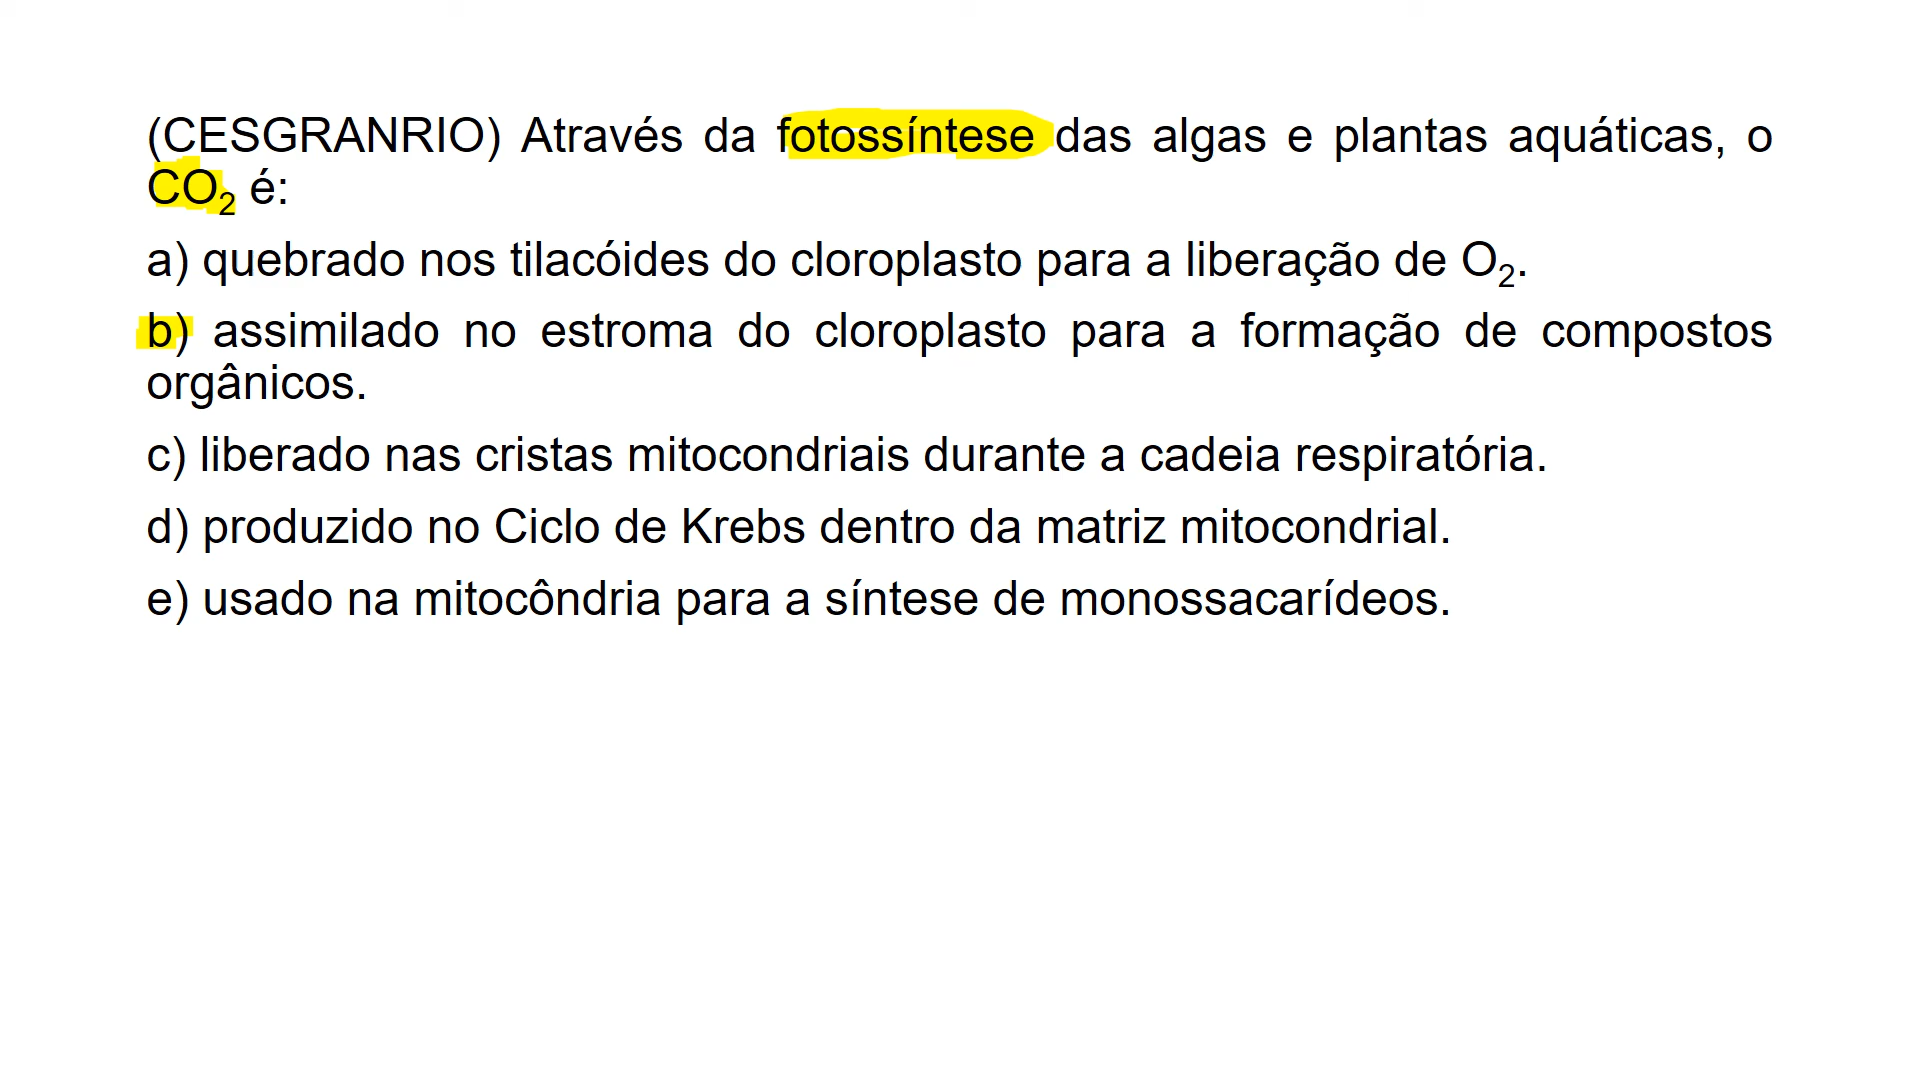 (CESGRANRIO) Através da fotossíntese das algas e plantas aquáticas, o
CO₂ é:
a) quebrado nos tilacóides do cloroplasto para a liberação de O₂.
b) assimilado no estroma do cloroplasto para a formação de compostos
orgânicos.
c) liberado nas cristas mitocondriais durante a cadeia respiratória.
d) produzido no Ciclo de Krebs dentro da matriz mitocondrial.
e) usado na mitocôndria para a síntese de monossacarídeos.